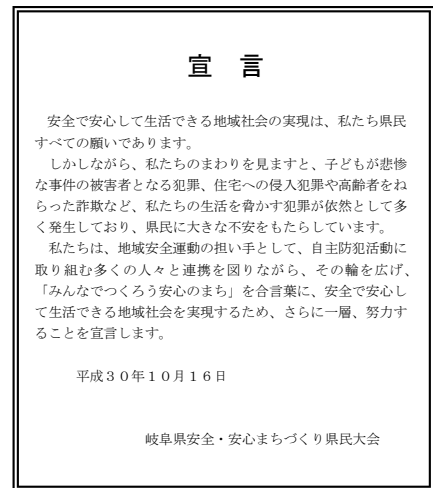 宣　言
安全で安心して生活できる地域社会の実現は、私たち県民
すべての願いであります。
しかしながら、私たちのまわりを見ますと、子どもが悲惨
な事件の被害者となる犯罪、住宅への侵入犯罪や高齢者をね
らった詐欺など、私たちの生活を脅かす犯罪が依然として多
く発生しており、県民に大きな不安をもたらしています。
私たちは、地域安全運動の担い手として、自主防犯活動に
取り組む多くの人々と連携を図りながら、その輪を広げ、
「みんなでつくろう安心のまち」を合言葉に、安全で安心し
て生活できる地域社会を実現するため、さらに一層、努力す
ることを宣言します。
平成３０年１０月１６日
岐阜県安全・安心まちづくり県民大会